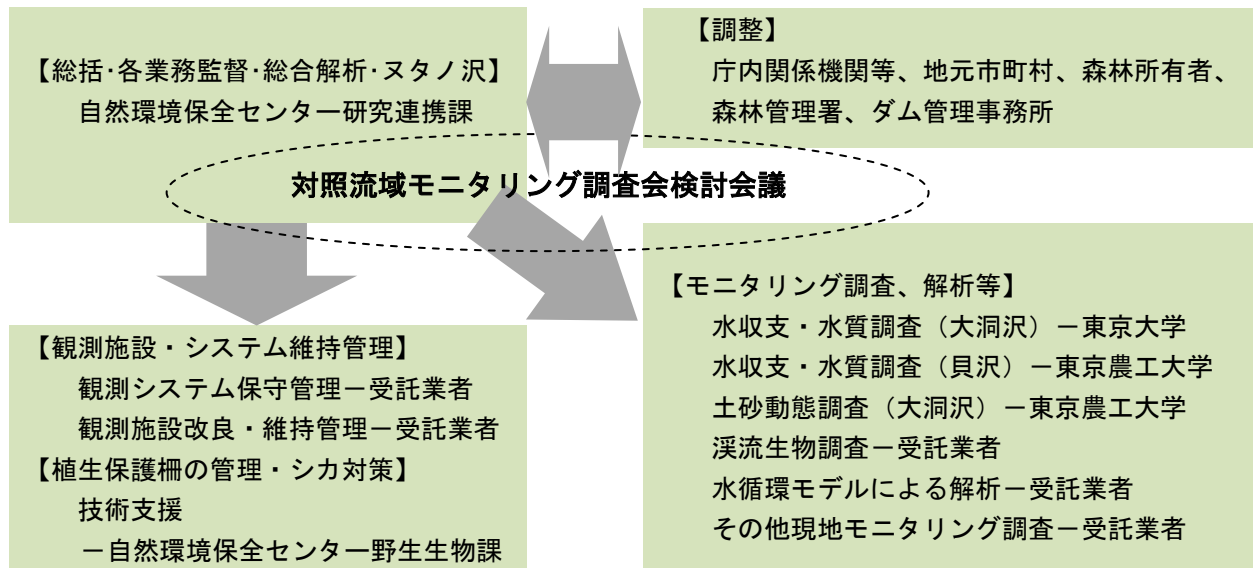 【総括・各業務監督・総合解析・ヌタノ沢】
自然環境保全センター研究連携課
【調整】
庁内関係機関等、地元市町村、森林所有者、
森林管理署、ダム管理事務所
対照流域モニタリング調査会検討会議
【観測施設・システム維持管理】
観測システム保守管理－受託業者
観測施設改良・維持管理－受託業者
【植生保護柵の管理・シカ対策】
技術支援
－自然環境保全センター野生生物課
【モニタリング調査、解析等】
水収支・水質調査（大洞沢）－東京大学
水収支・水質調査（貝沢）－東京農工大学
土砂動態調査（大洞沢）－東京農工大学
渓流生物調査－受託業者
水循環モデルによる解析－受託業者
その他現地モニタリング調査－受託業者